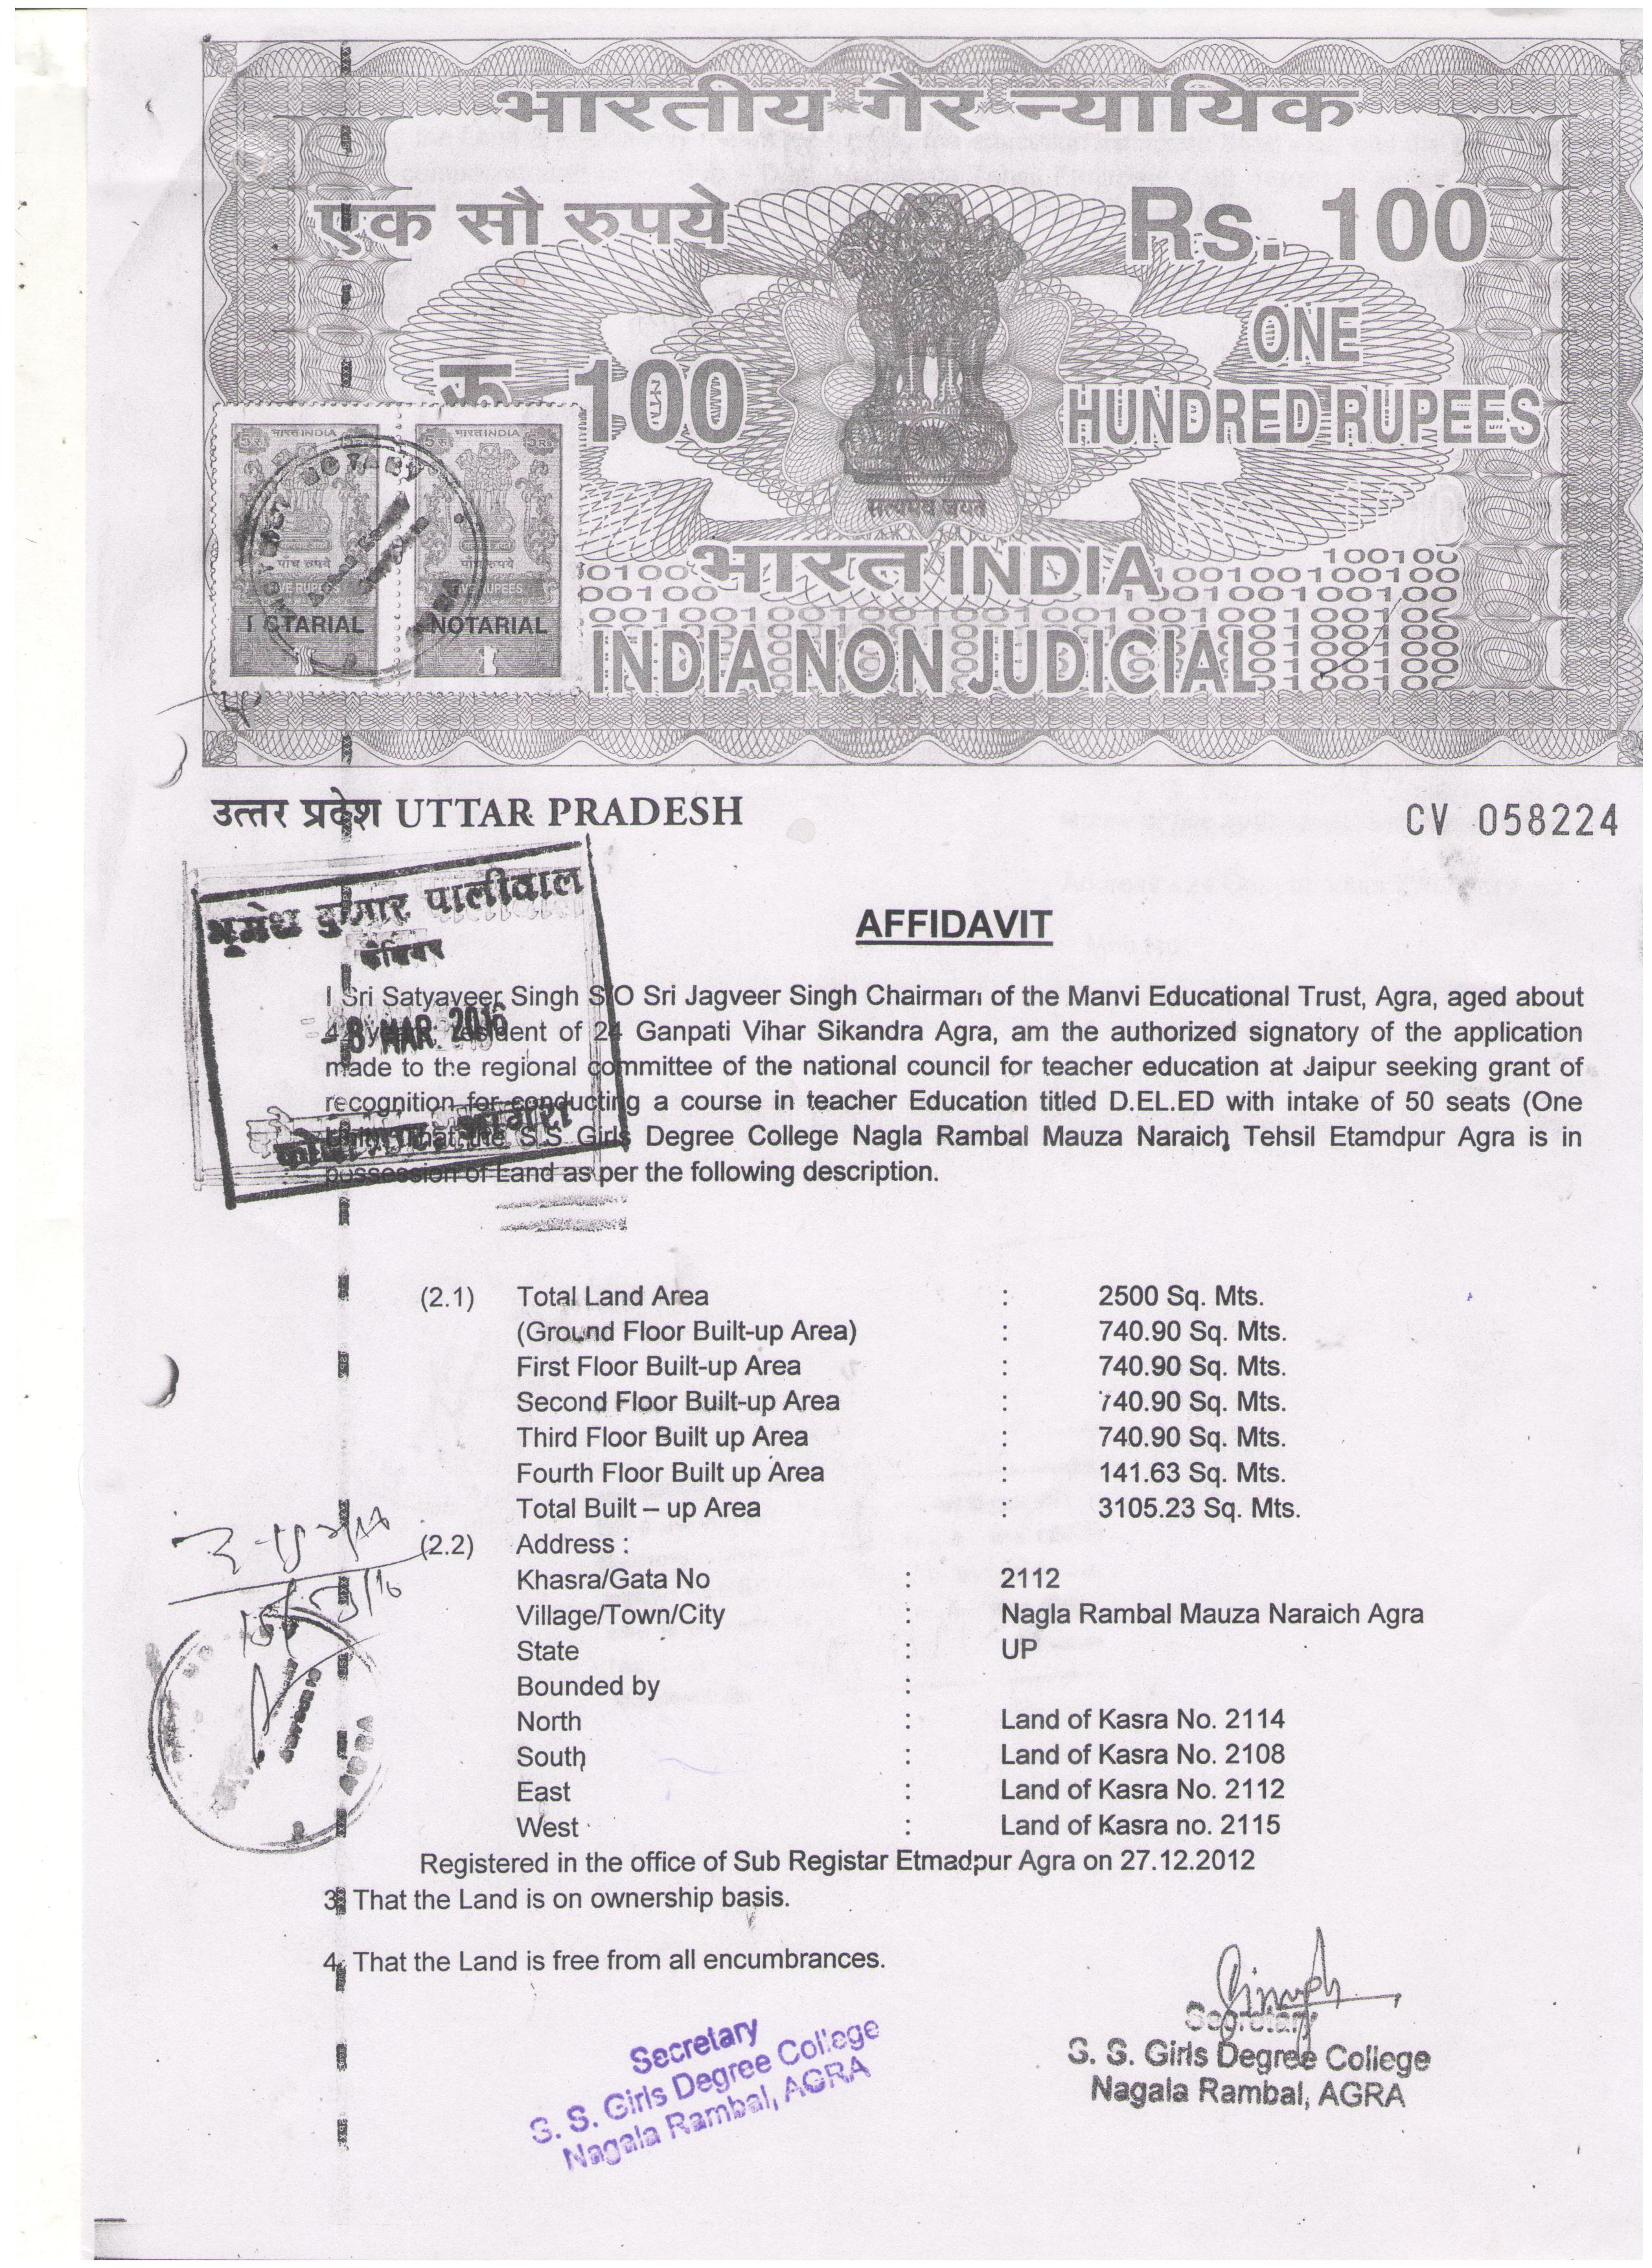 भारतीय गैर न्यायिक
एक सौ रुपये
Rs. 100
रु. 100
ONE
HUNDRED RUPEES
सत्यमेव जयते
भारत INDIA
INDIA NON JUDICIAL
भारत INDIA
भारत INDIA
पांच रुपये
FIVE RUPEES
NOTARIAL
NOTARIAL
उत्तर प्रदेश UTTAR PRADESH
CV 058224
कुमार पालीवाल
- 8 MAR 2016
AFFIDAVIT
I Sri Satyaveer Singh S/O Sri Jagveer Singh Chairman of the Manvi Educational Trust, Agra, aged about
resident of 24 Ganpati Vihar Sikandra Agra, am the authorized signatory of the application
made to the regional committee of the national council for teacher education at Jaipur seeking grant of
recognition for conducting a course in teacher Education titled D.EL.ED with intake of 50 seats (One
That the S.S Girls Degree College Nagla Rambal Mauza Naraich, Tehsil Etamdpur Agra is in
possession of Land as per the following description.
(2.1) Total Land Area : 2500 Sq. Mts.
(Ground Floor Built-up Area) : 740.90 Sq. Mts.
First Floor Built-up Area : 740.90 Sq. Mts.
Second Floor Built-up Area : 740.90 Sq. Mts.
Third Floor Built up Area : 740.90 Sq. Mts.
Fourth Floor Built up Area : 141.63 Sq. Mts.
Total Built – up Area : 3105.23 Sq. Mts.
(2.2) Address :
Khasra/Gata No : 2112
Village/Town/City : Nagla Rambal Mauza Naraich Agra
State : UP
Bounded by :
North : Land of Kasra No. 2114
South : Land of Kasra No. 2108
East : Land of Kasra No. 2112
West : Land of Kasra no. 2115
Registered in the office of Sub Registar Etmadpur Agra on 27.12.2012
3. That the Land is on ownership basis.
4. That the Land is free from all encumbrances.
Secretary
S. S. Girls Degree College
Nagala Rambal, AGRA
Secretary
S. S. Girls Degree College
Nagala Rambal, AGRA